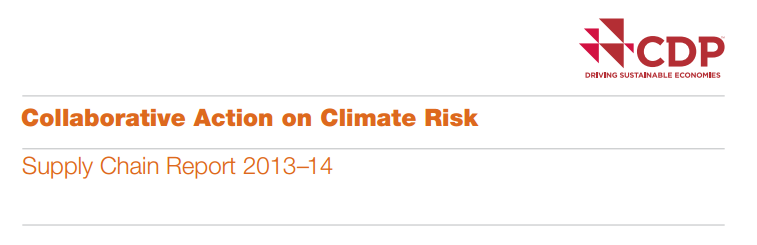 CDP
DRIVING SUSTAINABLE ECONOMIES
Collaborative Action on Climate Risk
Supply Chain Report 2013–14